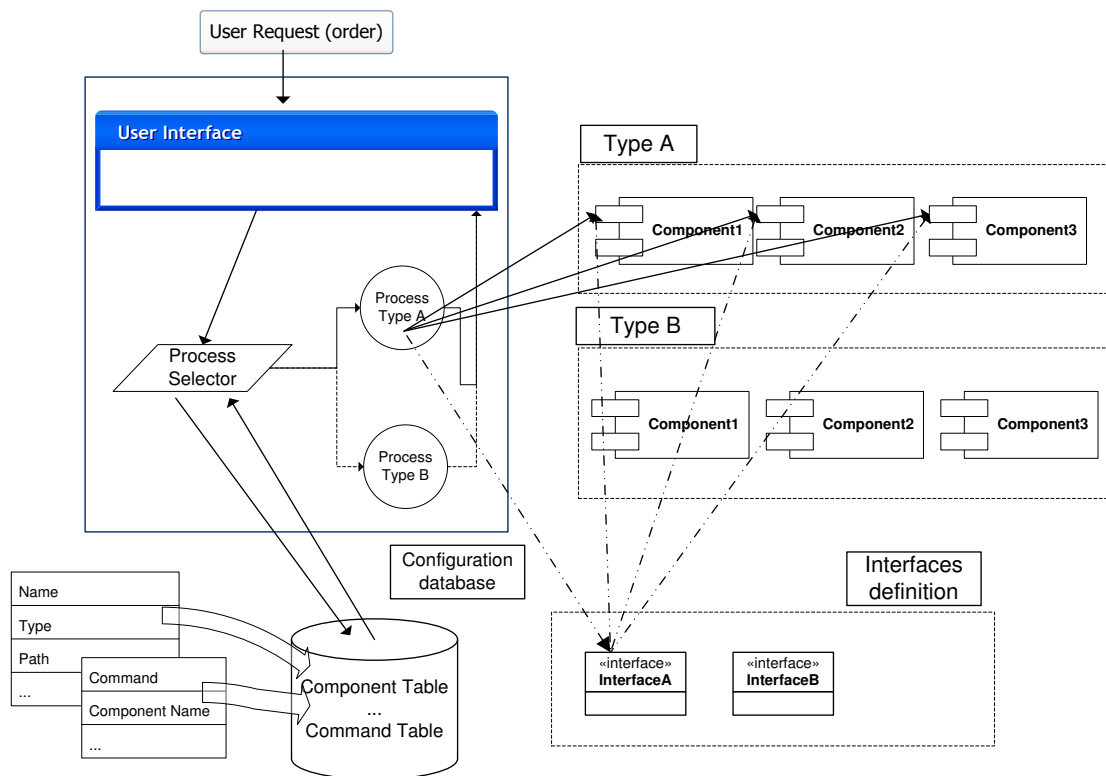 User Request (order)
User Interface
Type A
Component1
Component2
Component3
Process
Type A
Type B
Process
Selector
Component1
Component2
Component3
Process
Type B
Configuration
database
Interfaces
definition
Name
Type
Path
...
Command
Component Name
...
Component Table
...
Command Table
«interface»
InterfaceA
«interface»
InterfaceB